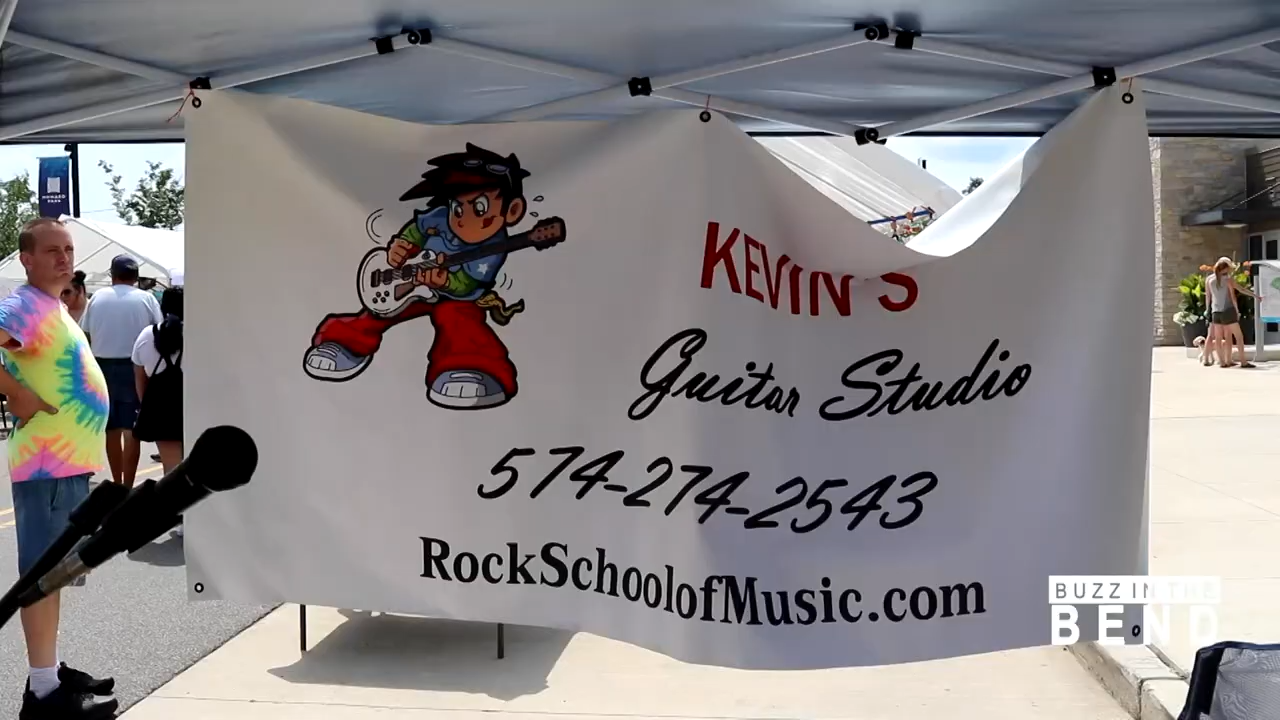 KEVIN'S
Guitar Studio
574-274-2543
RockSchoolofMusic.com
BUZZ IN THE
BEND